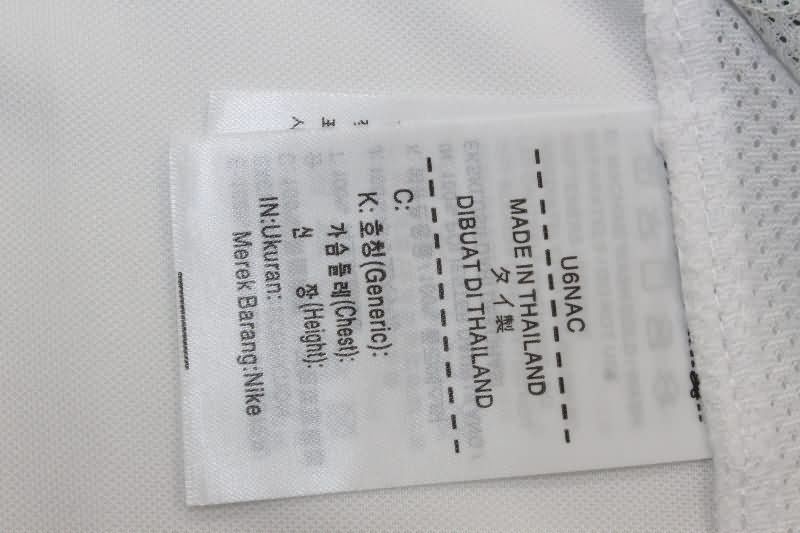 U6NAC
MADE IN THAILAND
タイ製
DIBUAT DI THAILAND
C:
K: 호칭(Generic):
가슴둘레(Chest):
신 장(Height):
IN:Ukuran:
Merek Barang:Nike